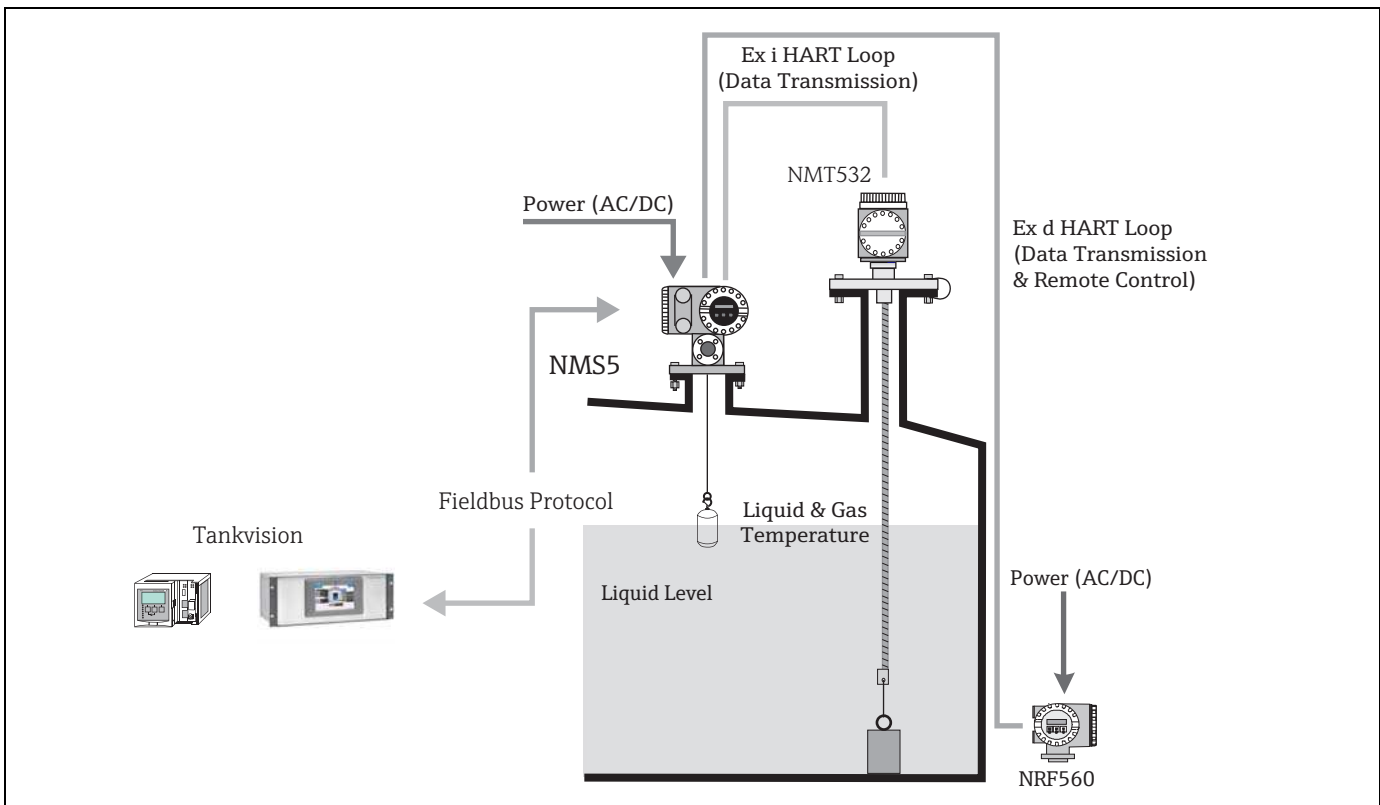 Ex i HART Loop
(Data Transmission)
NMT532
Power (AC/DC)
Ex d HART Loop
(Data Transmission
& Remote Control)
NMS5
Fieldbus Protocol
Liquid & Gas
Temperature
Tankvision
Liquid Level
Power (AC/DC)
NRF560